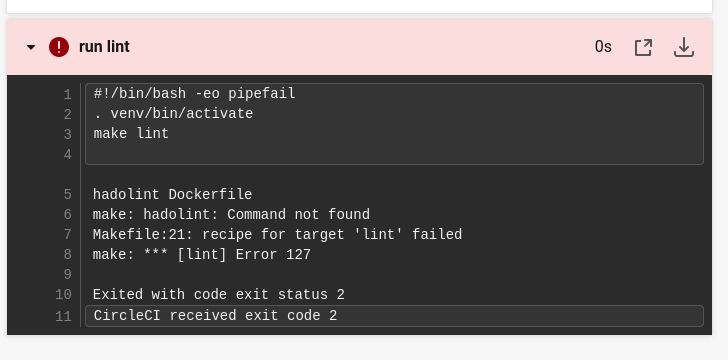 run lint
0s
1 #!/bin/bash -eo pipefail
2 . venv/bin/activate
3 make lint
4
5 hadolint Dockerfile
6 make: hadolint: Command not found
7 Makefile:21: recipe for target 'lint' failed
8 make: *** [lint] Error 127
9
10 Exited with code exit status 2
11 CircleCI received exit code 2